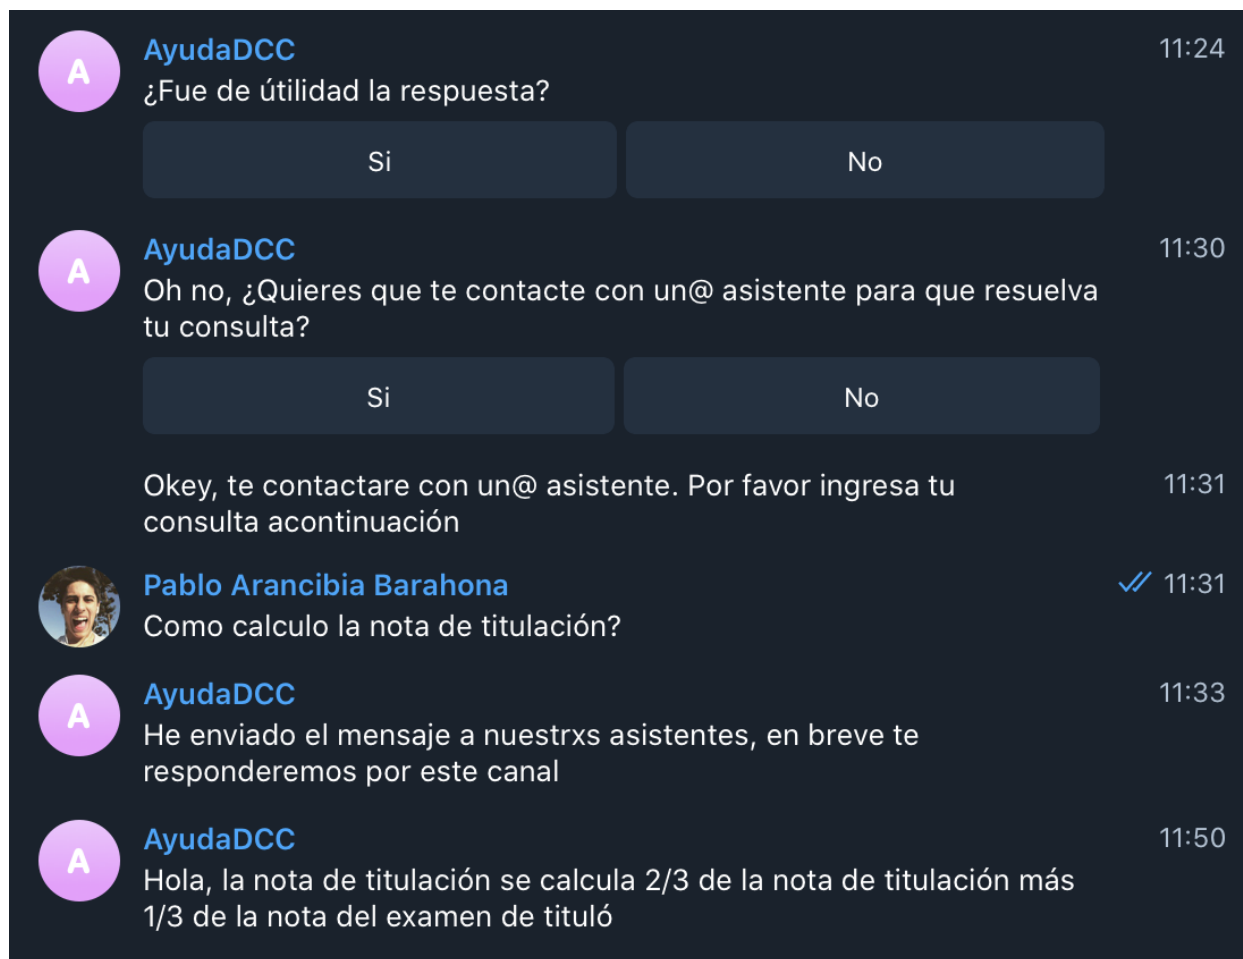 A
AyudaDCC
11:24
¿Fue de útilidad la respuesta?
Si
No
A
AyudaDCC
11:30
Oh no, ¿Quieres que te contacte con un@ asistente para que resuelva
tu consulta?
Si
No
Okey, te contactare con un@ asistente. Por favor ingresa tu
11:31
consulta acontinuación
Pablo Arancibia Barahona
11:31
Como calculo la nota de titulación?
A
AyudaDCC
11:33
He enviado el mensaje a nuestrxs asistentes, en breve te
responderemos por este canal
A
AyudaDCC
11:50
Hola, la nota de titulación se calcula 2/3 de la nota de titulación más
1/3 de la nota del examen de tituló